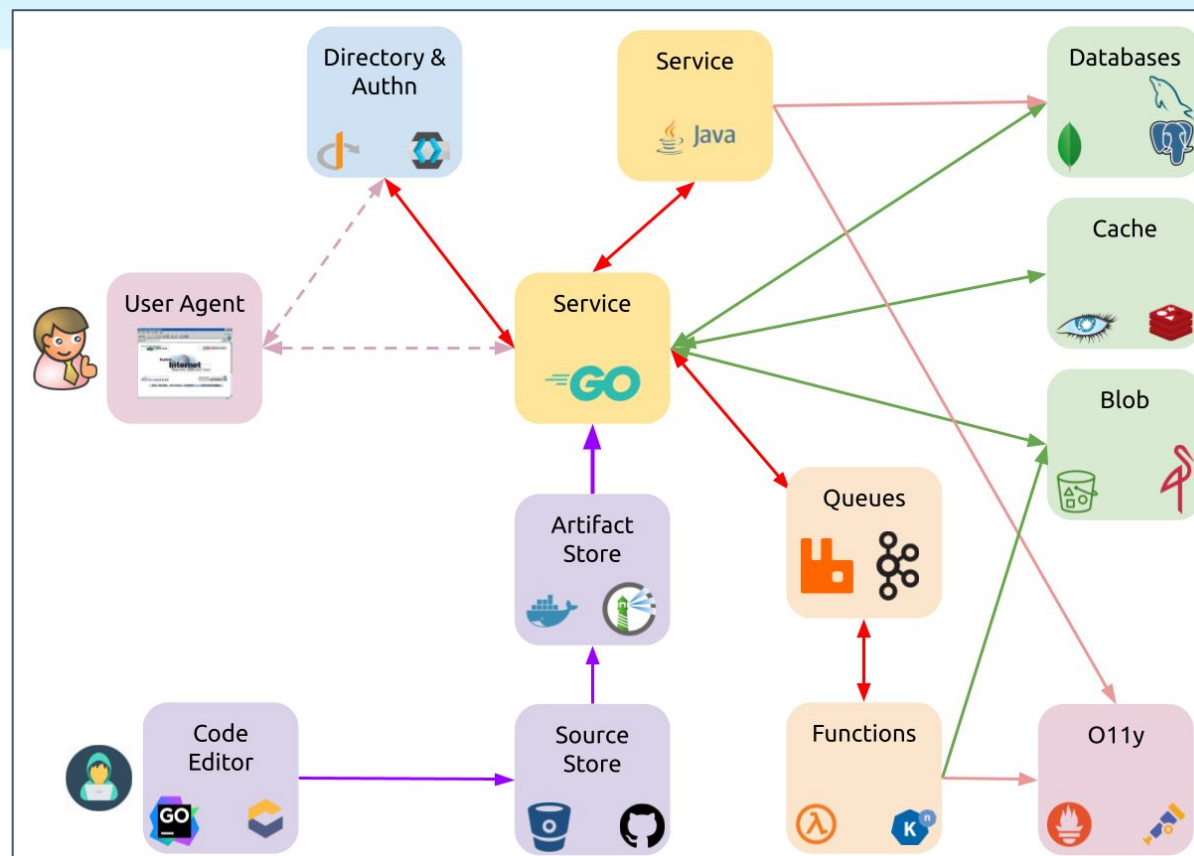 Directory &
Authn
Service
Java
Databases
User Agent
Internet
Service
GO
Cache
Blob
Artifact
Store
Queues
Code
Editor
GO
Source
Store
Functions
λ
K
n
O11y